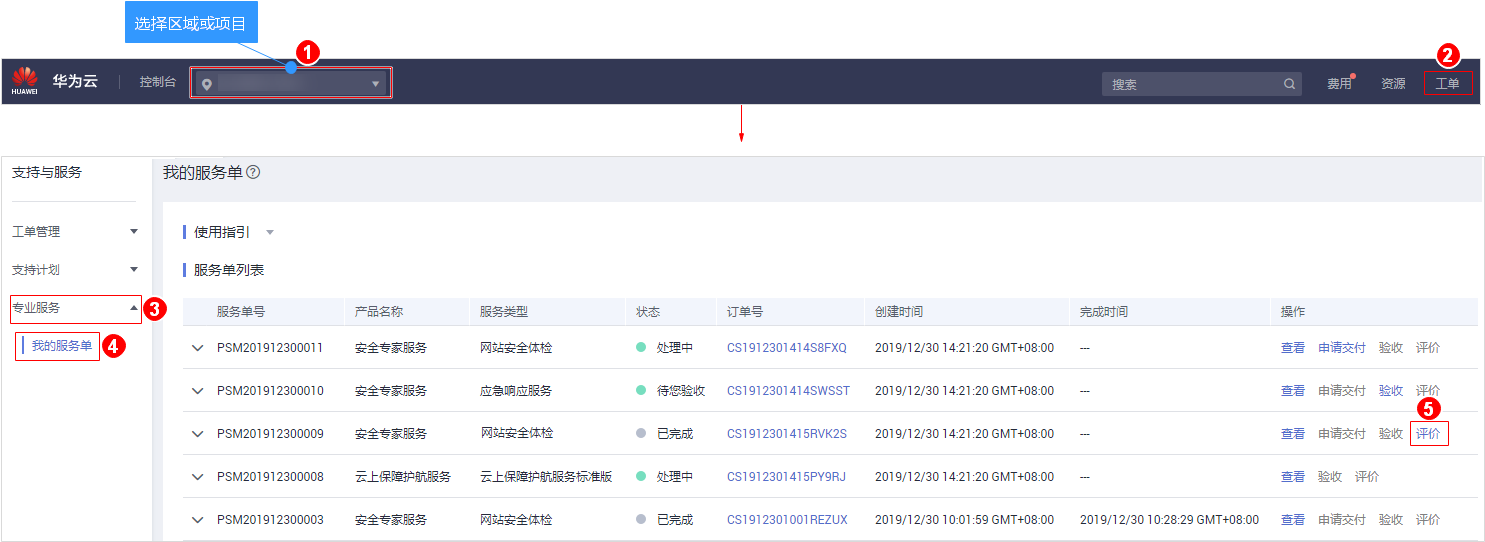 选择区域或项目
1
2
HUAWEI 华为云 控制台 搜索 费用 资源 工单
支持与服务
我的服务单 ?
工单管理
使用指引
支持计划
服务单列表
专业服务 3
我的服务单 4
服务单号 产品名称 服务类型 状态 订单号 创建时间 完成时间 操作
PSM201912300011 安全专家服务 网站安全体检 处理中 CS1912301414S8FXQ 2019/12/30 14:21:20 GMT+08:00 --- 查看 申请交付 验收 评价
PSM201912300010 安全专家服务 应急响应服务 待您验收 CS1912301414SWSST 2019/12/30 14:21:20 GMT+08:00 --- 查看 申请交付 验收 评价
5
PSM201912300009 安全专家服务 网站安全体检 已完成 CS1912301415RVK2S 2019/12/30 14:21:20 GMT+08:00 --- 查看 申请交付 验收 评价
PSM201912300008 云上保障护航服务 云上保障护航服务标准版 处理中 CS1912301415PY9RJ 2019/12/30 14:21:20 GMT+08:00 --- 查看 验收 评价
PSM201912300003 安全专家服务 网站安全体检 已完成 CS1912301001REZUX 2019/12/30 10:01:59 GMT+08:00 2019/12/30 10:28:29 GMT+08:00 查看 申请交付 验收 评价